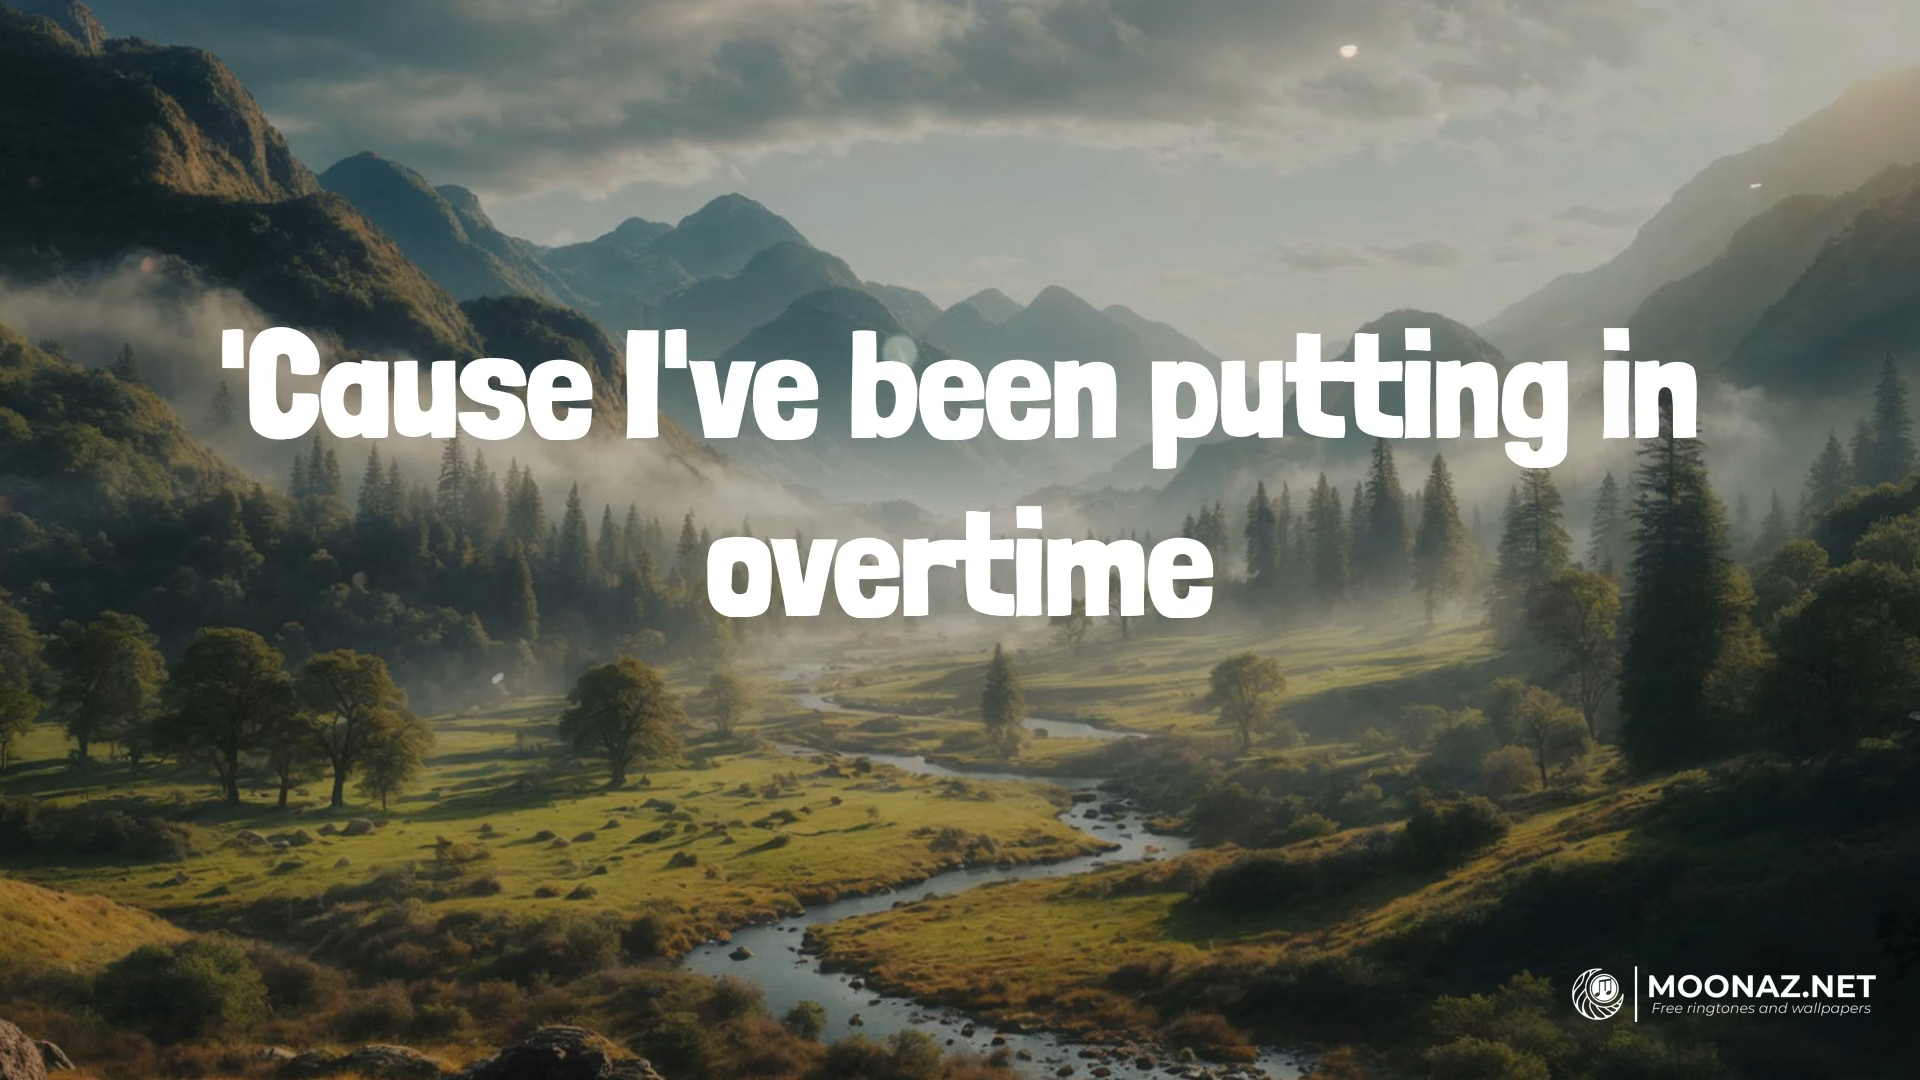 'Cause I've been putting in
overtime
MOONAZ.NET
Free ringtones and wallpapers